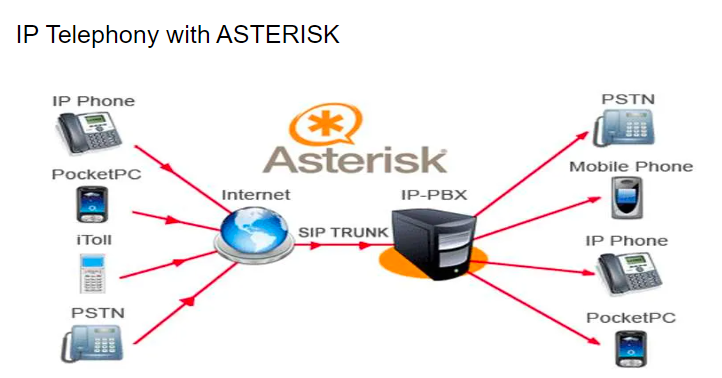 IP Telephony with ASTERISK
IP Phone
PSTN
Asterisk
PocketPC
Mobile Phone
Internet
IP-PBX
iToll
SIP TRUNK
IP Phone
PSTN
PocketPC